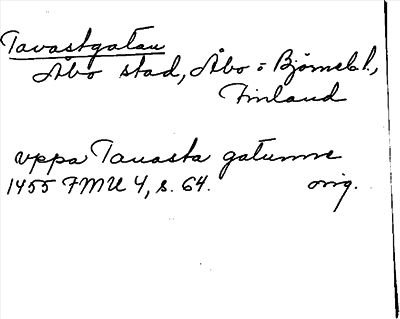 Tavastgatan
Åbo stad, Åbo = Björneb. l.,
Finland
vppa Tauasta gatunne
1455 FMU 4, s. 64. orig.